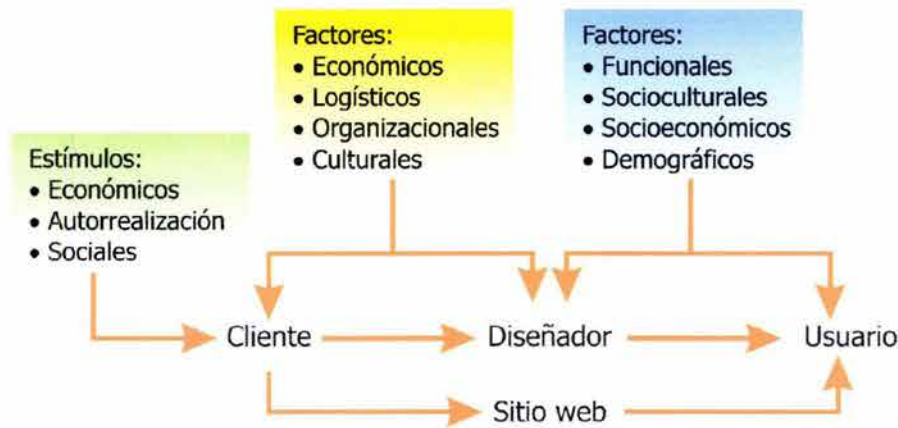 Estímulos:
• Económicos
• Autorrealización
• Sociales
Factores:
• Económicos
• Logísticos
• Organizacionales
• Culturales
Factores:
• Funcionales
• Socioculturales
• Socioeconómicos
• Demográficos
Cliente
Diseñador
Usuario
Sitio web